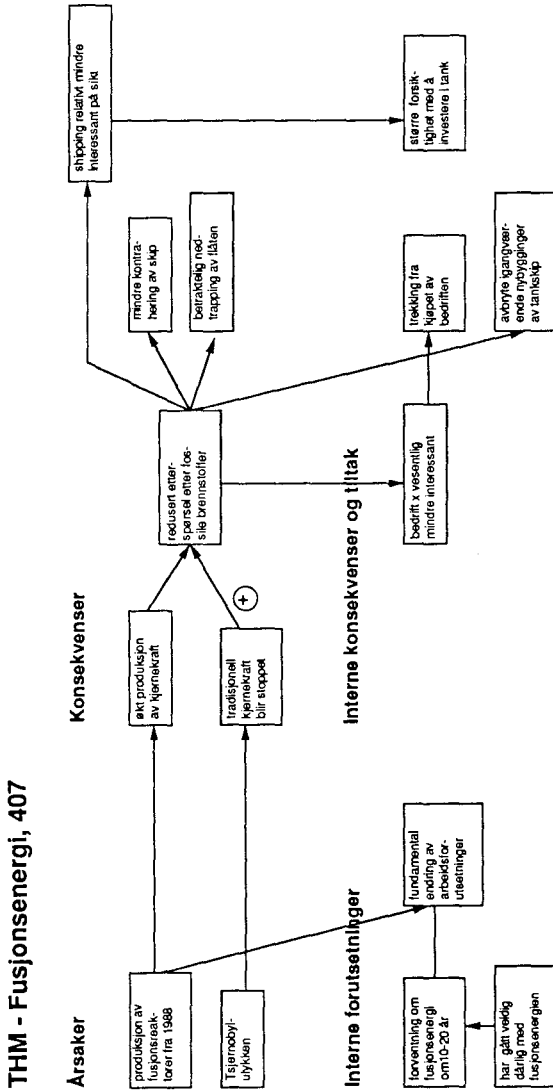 THM - Fusjonsenergi, 407
Årsaker
Konsekvenser
produksjon av
fusjonsreak-
torer fra 1988
Tsjernobyl-
ulykken
økt produksjon
av kjernekraft
tradisjonell
kjernekraft
blir stoppet
+
redusert etter-
spørsel etter fos-
sile brennstoffer
shipping relativt mindre
interessant på sikt
mindre kontra-
hering av skip
betraktelig ned-
trapping av flåten
Interne forutsetninger
Interne konsekvenser og tiltak
forventning om
fusjonsenergi
om10-20 år
har gått veldig
dårlig med
fusjonsenergien
fundamental
endring av
arbeidsfor-
utsetninger
bedrift x vesentlig
mindre interessant
trekking fra
kjøpet av
bedriften
avbryte igangvær-
ende nybygginger
av tankskip
større forsik-
tighet med å
investere i tank